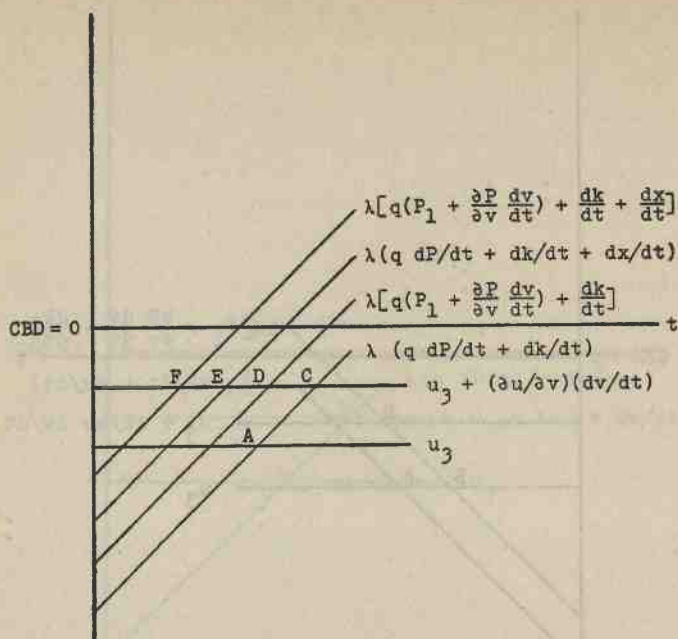 λ[q(P₁ + ∂P/∂v dv/dt) + dk/dt + dx/dt]
λ(q dP/dt + dk/dt + dx/dt)
λ[q(P₁ + ∂P/∂v dv/dt) + dk/dt]
CBD = 0 t
λ (q dP/dt + dk/dt)
F E D C u₃ + (∂u/∂v)(dv/dt)
A u₃